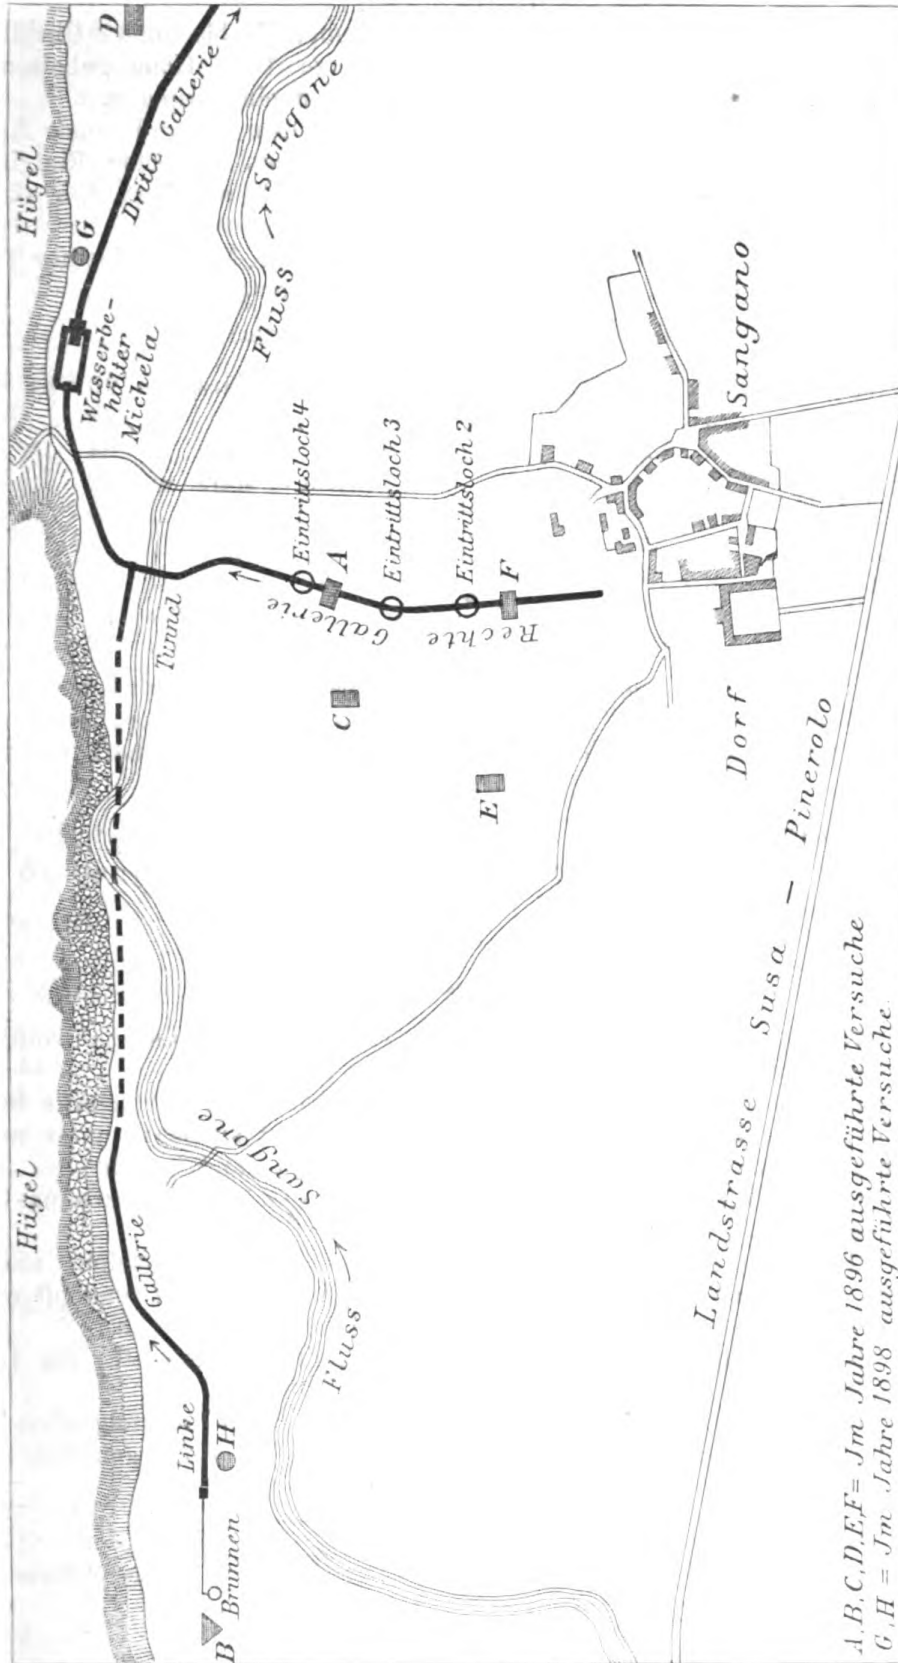 Hügel
Hügel
D
G
Dritte Gallerie
Wasserbe-
hälter
Michela
Fluss Sangone
Tunnel
Eintrittsloch 4
A
Eintrittsloch 3
Eintrittsloch 2
F
Rechte Gallerie
C
E
Linke Gallerie
H
B
Brunnen
Fluss Sangone
Dorf Sangano
Landstrasse Susa — Pinerolo
A,B,C,D,E,F = Jm Jahre 1896 ausgeführte Versuche
G,H = Jm Jahre 1898 ausgeführte Versuche.